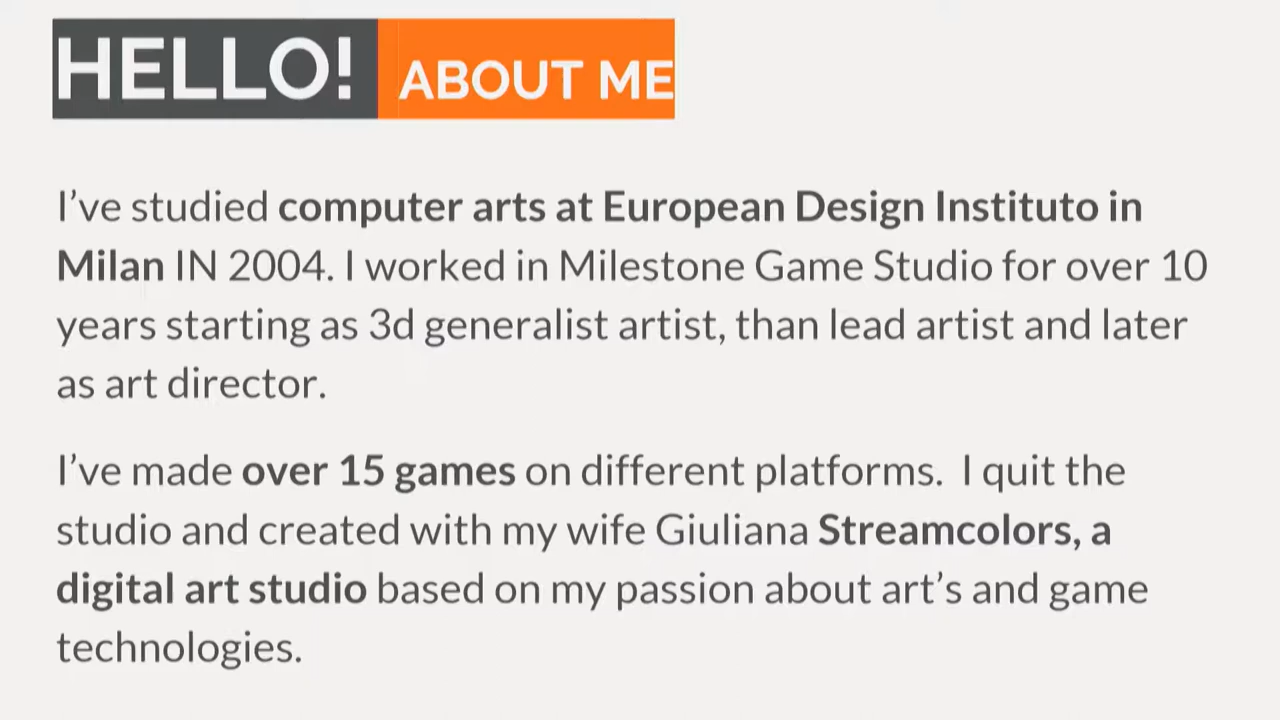 HELLO! ABOUT ME
I’ve studied computer arts at European Design Instituto in
Milan IN 2004. I worked in Milestone Game Studio for over 10
years starting as 3d generalist artist, than lead artist and later
as art director.
I’ve made over 15 games on different platforms.  I quit the
studio and created with my wife Giuliana Streamcolors, a
digital art studio based on my passion about art’s and game
technologies.